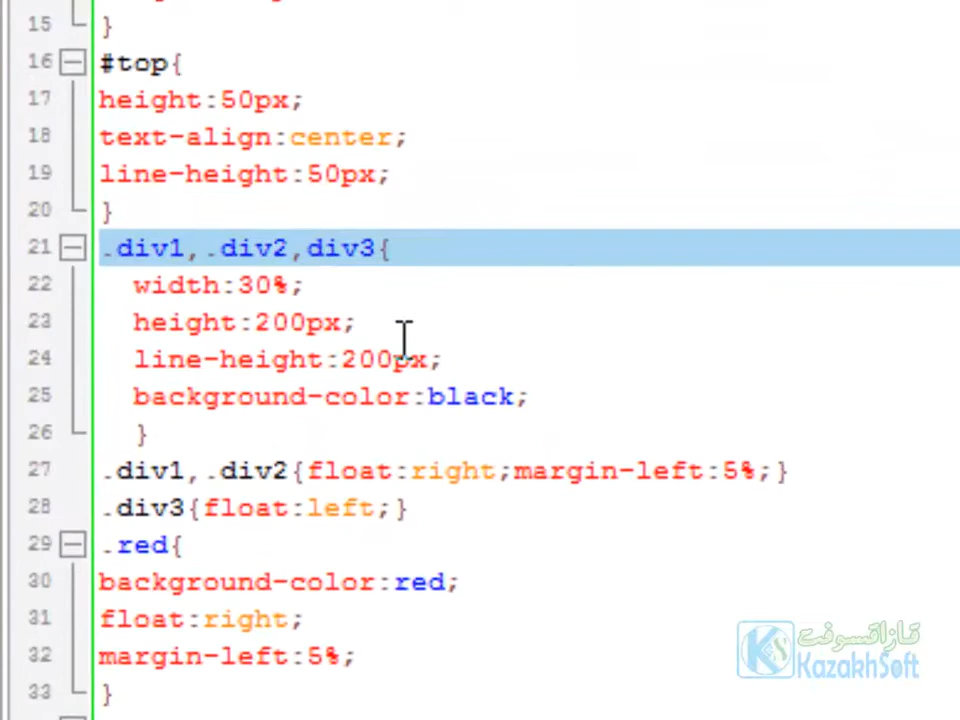 15 }
16 #top{
17 height:50px;
18 text-align:center;
19 line-height:50px;
20 }
21 .div1,.div2,div3{
22 width:30%;
23 height:200px;
24 line-height:200px;
25 background-color:black;
26 }
27 .div1,.div2{float:right;margin-left:5%;}
28 .div3{float:left;}
29 .red{
30 background-color:red;
31 float:right;
32 margin-left:5%;
33 }
قازاقسوفت
KazakhSoft
KS